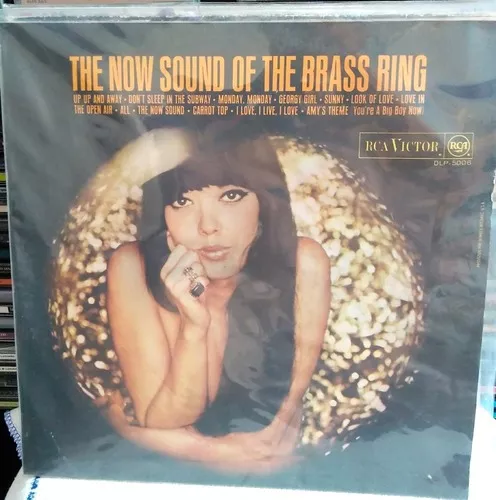 THE NOW SOUND OF THE BRASS RING
UP UP AND AWAY • DON'T SLEEP IN THE SUBWAY • MONDAY, MONDAY • GEORGY GIRL • SUNNY • LOOK OF LOVE • LOVE IN
THE OPEN AIR • ALL • THE NOW SOUND • CARROT TOP • I LOVE, I LIVE, I LOVE • AMY'S THEME You're A Big Boy Now
RCA VICTOR RCA
DLP-5006